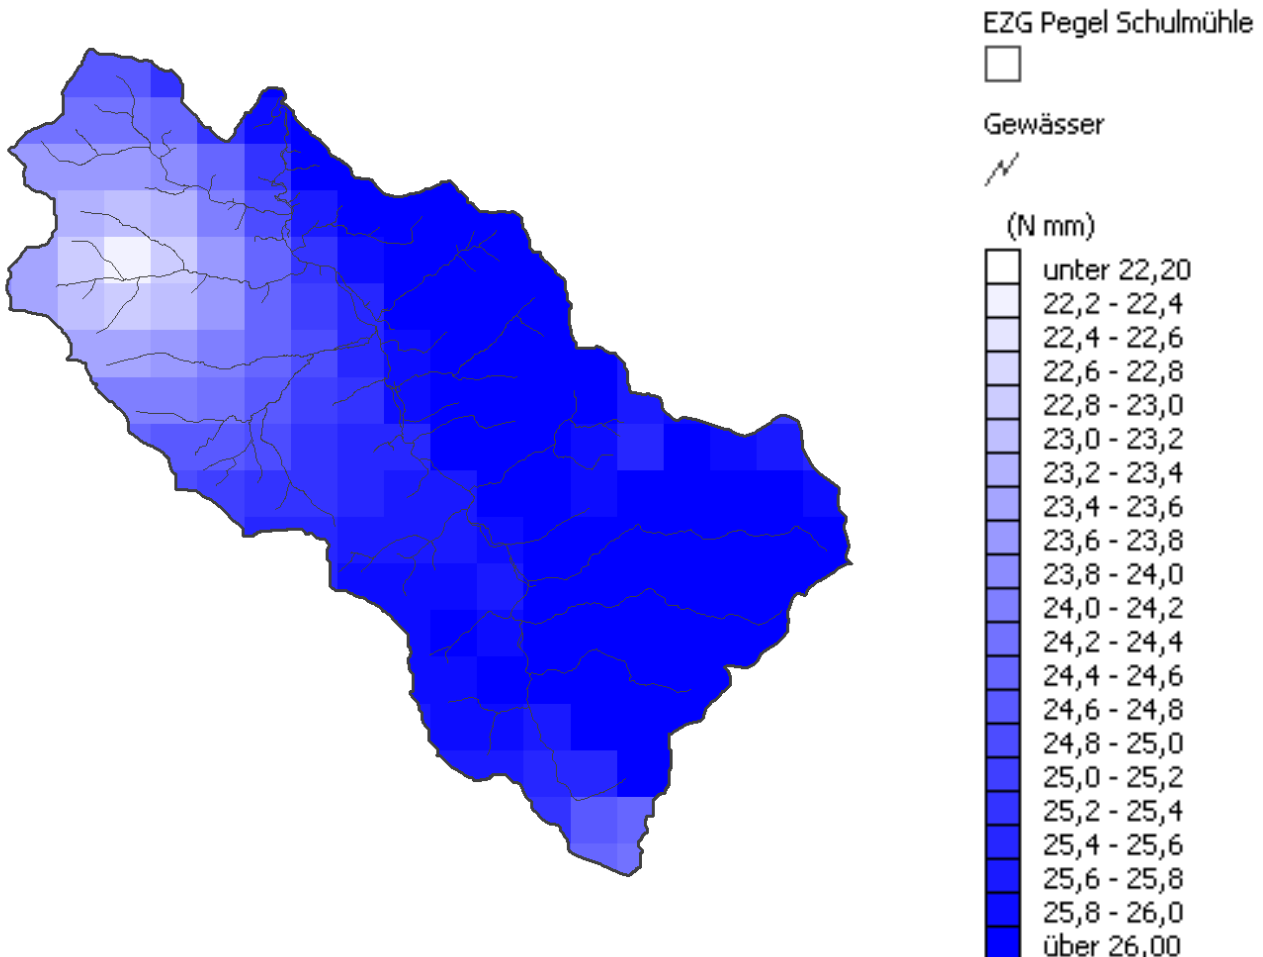 EZG Pegel Schulmühle
Gewässer
(N mm)
unter 22,20
22,2 - 22,4
22,4 - 22,6
22,6 - 22,8
22,8 - 23,0
23,0 - 23,2
23,2 - 23,4
23,4 - 23,6
23,6 - 23,8
23,8 - 24,0
24,0 - 24,2
24,2 - 24,4
24,4 - 24,6
24,6 - 24,8
24,8 - 25,0
25,0 - 25,2
25,2 - 25,4
25,4 - 25,6
25,6 - 25,8
25,8 - 26,0
über 26,00